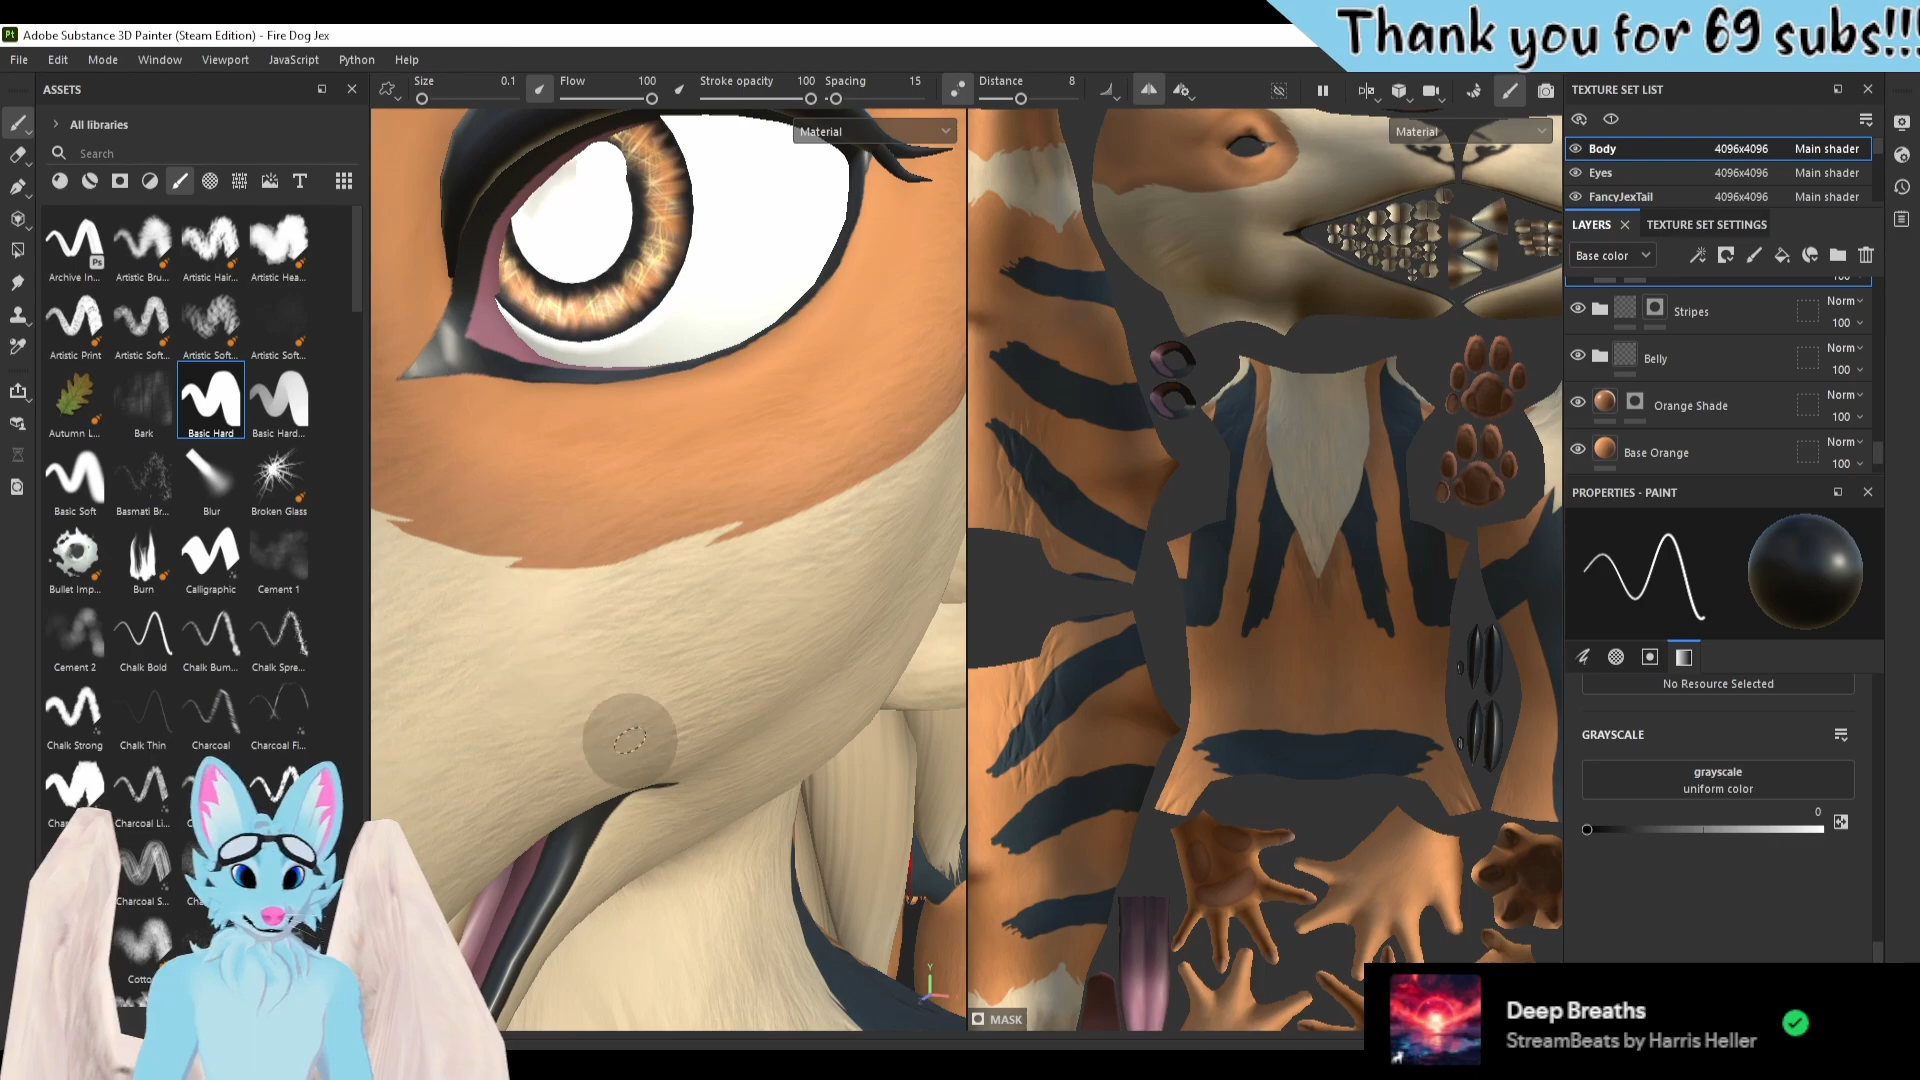 Thank you for 69 subs!!!
Adobe Substance 3D Painter (Steam Edition) - Fire Dog Jex
File Edit Mode Window Viewport JavaScript Python Help
Size 0.1 Flow 100 Stroke opacity 100 Spacing 15 Distance 8
ASSETS
All libraries
Search
Archive In... Artistic Bru... Artistic Hair... Artistic Hea...
Artistic Print Artistic Soft... Artistic Soft... Artistic Soft...
Autumn L... Bark Basic Hard Basic Hard...
Basic Soft Basmati Br... Blur Broken Glass
Bullet Imp... Burn Calligraphic Cement 1
Cement 2 Chalk Bold Chalk Bum... Chalk Spre...
Chalk Strong Chalk Thin Charcoal Charcoal Fi...
Charcoal Li...
Charcoal S...
Material
Material
MASK
TEXTURE SET LIST
Body 4096x4096 Main shader
Eyes 4096x4096 Main shader
FancyJexTail 4096x4096 Main shader
LAYERS TEXTURE SET SETTINGS
Base color
100
Stripes Norm 100
Belly Norm 100
Orange Shade Norm 100
Base Orange Norm 100
PROPERTIES - PAINT
No Resource Selected
GRAYSCALE
grayscale
uniform color
0
Deep Breaths
StreamBeats by Harris Heller